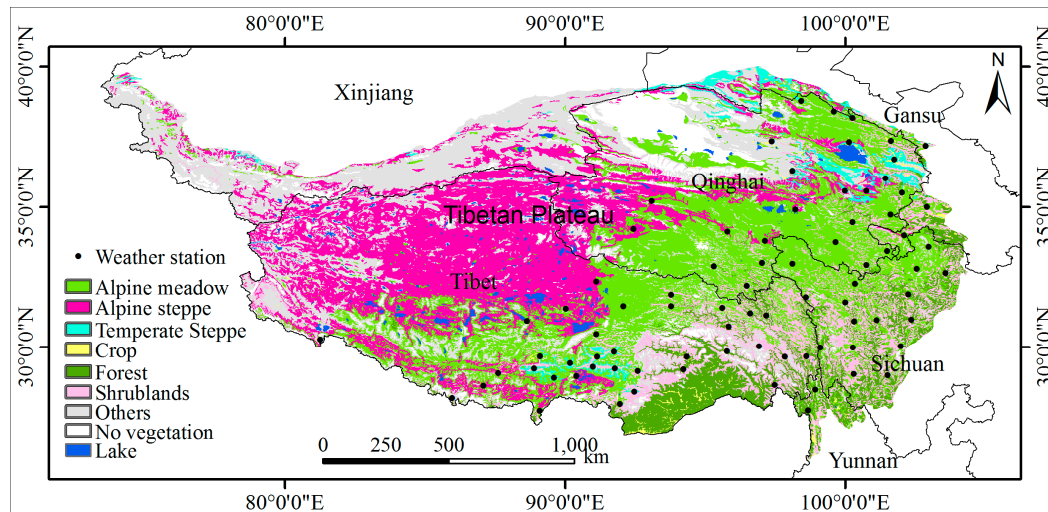 80°0'0"E 90°0'0"E 100°0'0"E
40°0'0"N
35°0'0"N
30°0'0"N
40°0'0"N
35°0'0"N
30°0'0"N
N
Xinjiang
Gansu
Qinghai
Tibetan Plateau
Tibet
Sichuan
Yunnan
Weather station
Alpine meadow
Alpine steppe
Temperate Steppe
Crop
Forest
Shrublands
Others
No vegetation
Lake
0 250 500 1,000
km
80°0'0"E 90°0'0"E 100°0'0"E